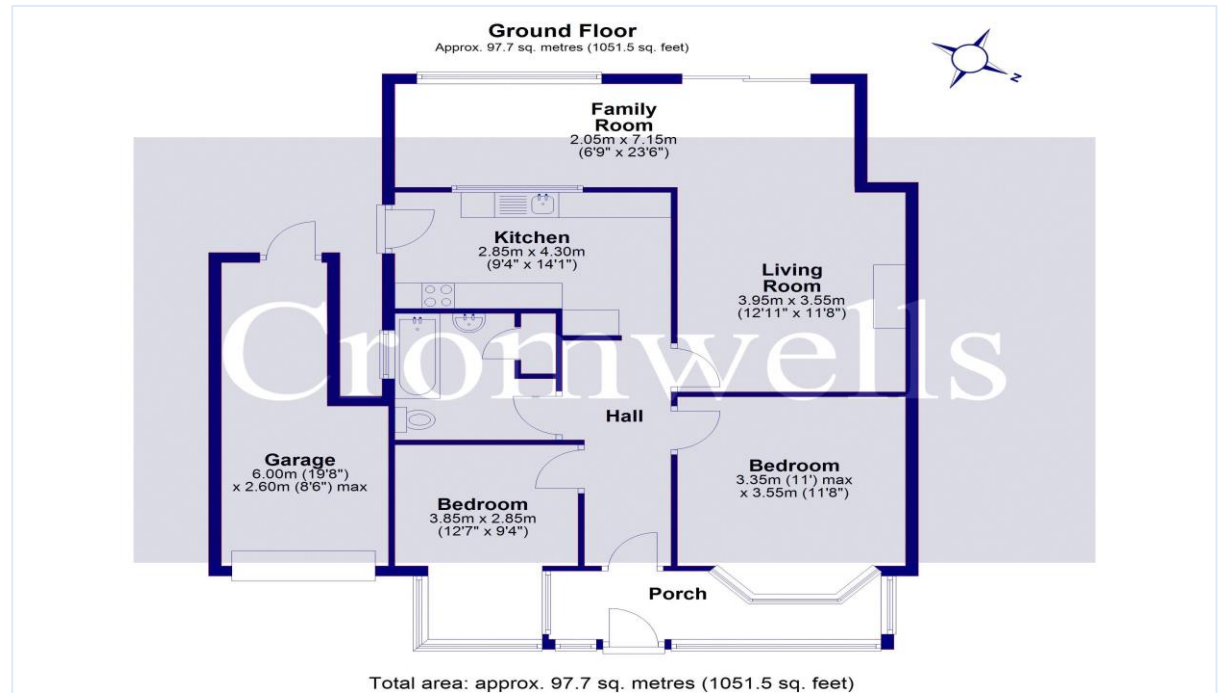 Ground Floor
Approx. 97.7 sq. metres (1051.5 sq. feet)
N
Family
Room
2.05m x 7.15m
(6'9" x 23'6")
Kitchen
2.85m x 4.30m
(9'4" x 14'1")
Living
Room
3.95m x 3.55m
(12'11" x 11'8")
Cromwells
Hall
Garage
6.00m (19'8")
x 2.60m (8'6") max
Bedroom
3.85m x 2.85m
(12'7" x 9'4")
Bedroom
3.35m (11') max
x 3.55m (11'8")
Porch
Total area: approx. 97.7 sq. metres (1051.5 sq. feet)